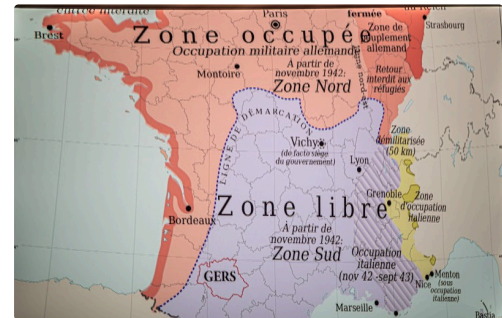 Paris
fermée
Brest
Zone occupée
Occupation militaire allemande
Zone de
peuplement
allemand
Strasbourg
Montoire
À partir de
novembre 1942:
Zone Nord
Retour
interdit aux
réfugiés
LIGNE DE DÉMARCATION
Vichy
(de facto siège
du gouvernement)
Zone
démilitarisée
(50 km)
Lyon
Grenoble
Zone
d'occupation
italienne
Bordeaux
Zone libre
À partir de
novembre 1942:
Zone Sud
Occupation
italienne
(nov 42 -sept 43)
GERS
Menton
(sous
occupation
italienne)
Nice
Marseille
Bastia